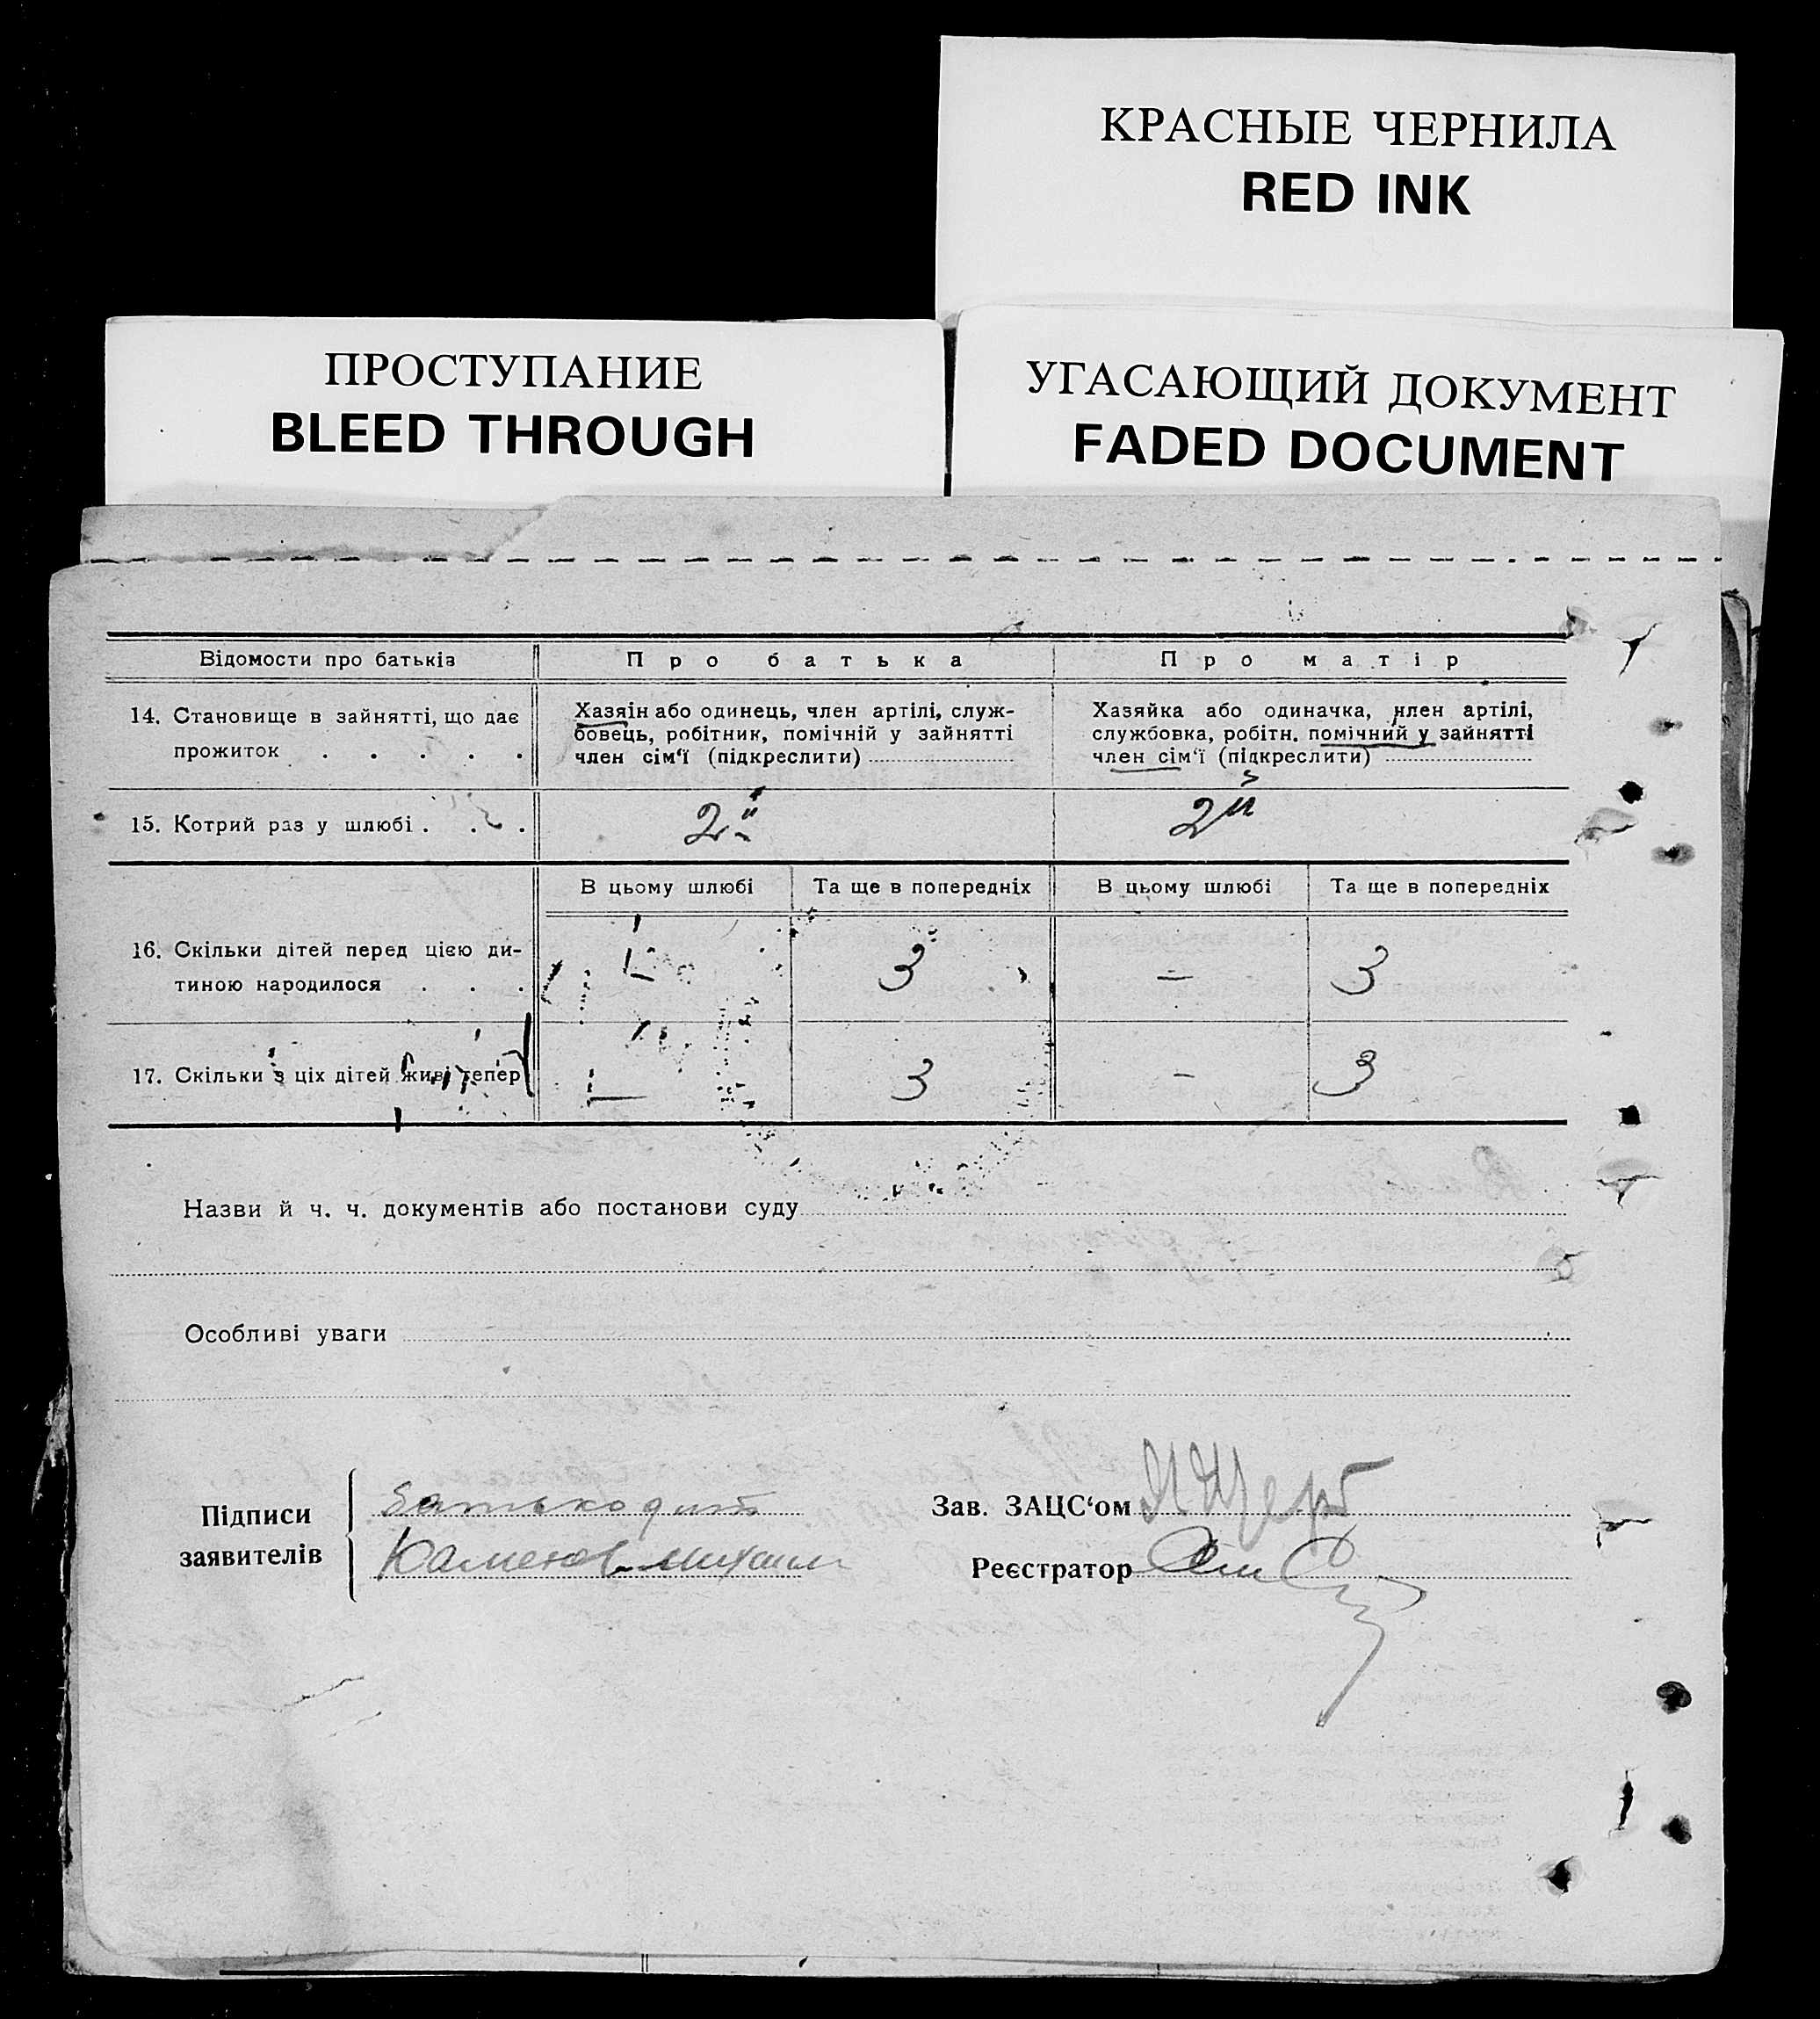 КРАСНЫЕ ЧЕРНИЛА
RED INK
ПРОСТУПАНИЕ
BLEED THROUGH
УГАСАЮЩИЙ ДОКУМЕНТ
FADED DOCUMENT
Відомости про батьків
Про батька
Про матір
14. Становище в зайнятті, що дає
прожиток . . . . .
Хазяїн або одинець, член артілі, служ-
бовець, робітник, помічній у зайнятті
член сім'ї (підкреслити)
Хазяйка або одиначка, член артілі,
службовка, робітн. помічний у зайнятті
член сім'ї (підкреслити)
15. Котрий раз у шлюбі . . .
2й
2й
В цьому шлюбі
Та ще в попередніх
В цьому шлюбі
Та ще в попередніх
16. Скільки дітей перед цією ди-
тиною народилося . . .
3
—
3
17. Скільки з ціх дітей живі тепер
3
—
3
Назви й ч. ч. документів або постанови суду
Особливі уваги
Підписи
заявителів
Батько
Михаил
Зав. ЗАЦС'ом
Реєстратор